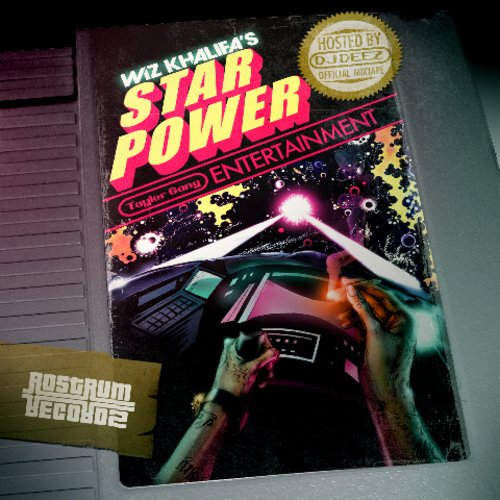 WIZ KHALIFA'S
STAR
POWER
HOSTED BY
DJ DEEZ
OFFICIAL MIXTAPE
Taylor Gang
ENTERTAINMENT
ROSTRUM
RECORDS